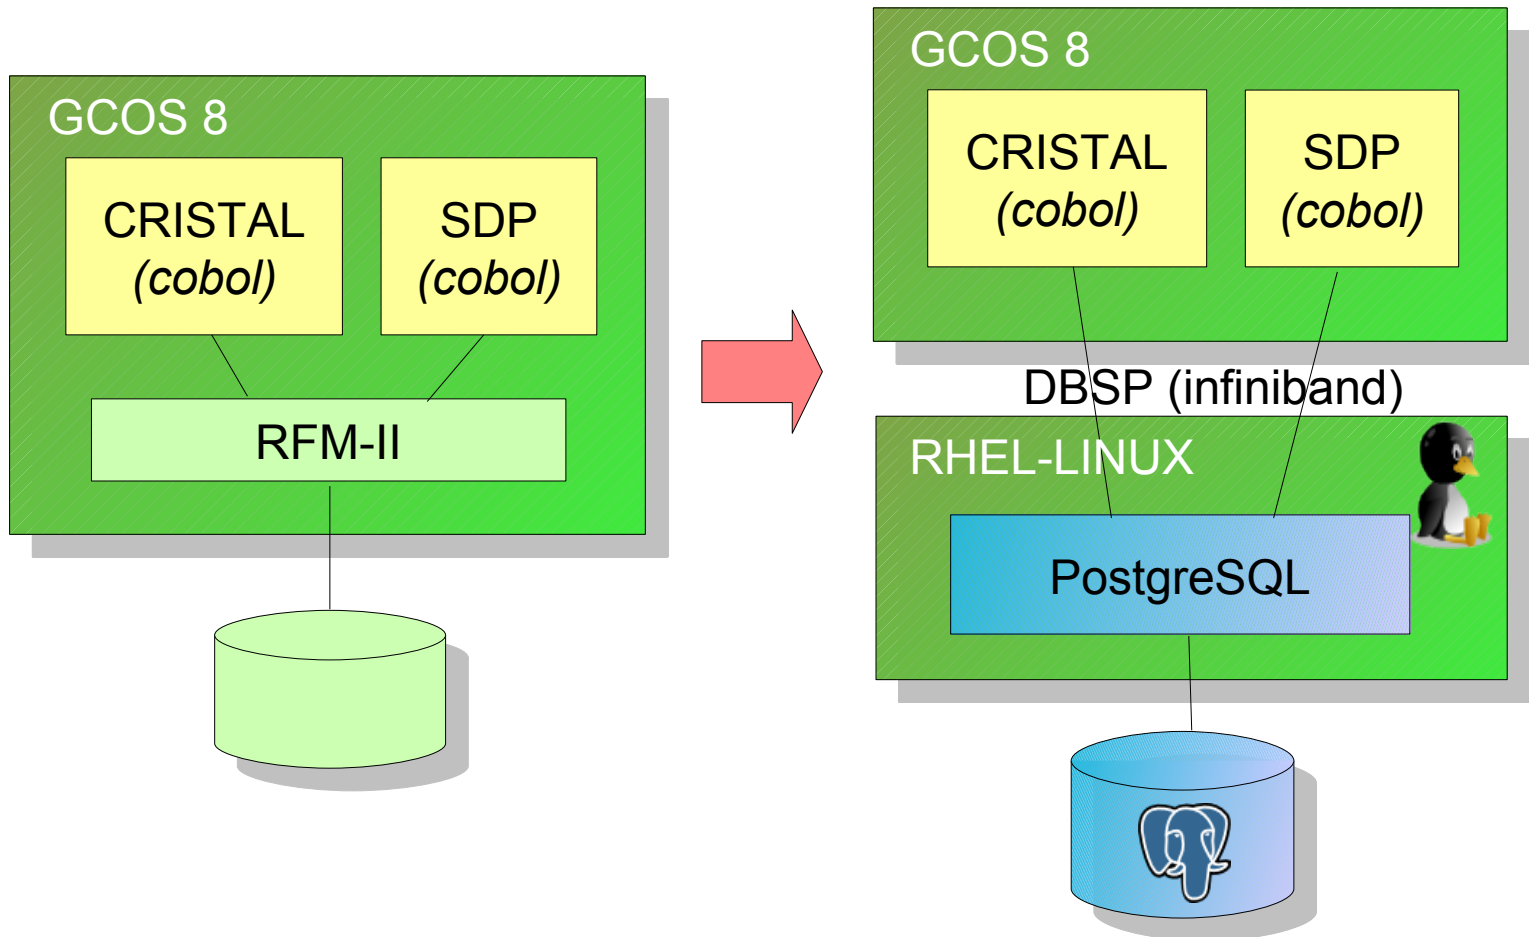 GCOS 8
CRISTAL
(cobol)
SDP
(cobol)
RFM-II
GCOS 8
CRISTAL
(cobol)
SDP
(cobol)
DBSP (infiniband)
RHEL-LINUX
PostgreSQL